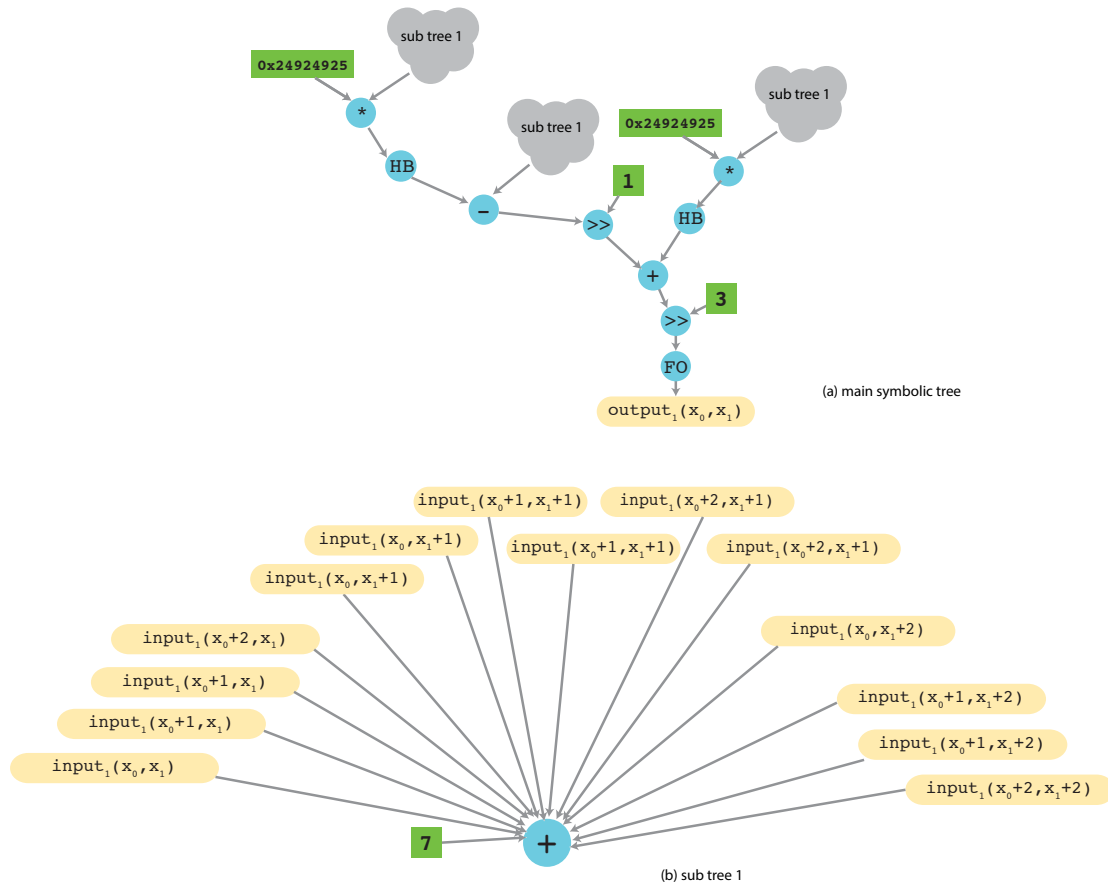 sub tree 1
0x24924925
*
HB
sub tree 1
-
sub tree 1
0x24924925
*
1
>>
HB
+
3
>>
FO
output₁(x₀,x₁)
(a) main symbolic tree
input₁(x₀+1,x₁+1)
input₁(x₀+2,x₁+1)
input₁(x₀,x₁+1)
input₁(x₀+1,x₁+1)
input₁(x₀+2,x₁+1)
input₁(x₀,x₁+1)
input₁(x₀+2,x₁)
input₁(x₀,x₁+2)
input₁(x₀+1,x₁)
input₁(x₀+1,x₁+2)
input₁(x₀+1,x₁)
input₁(x₀+1,x₁+2)
input₁(x₀,x₁)
input₁(x₀+2,x₁+2)
7
+
(b) sub tree 1